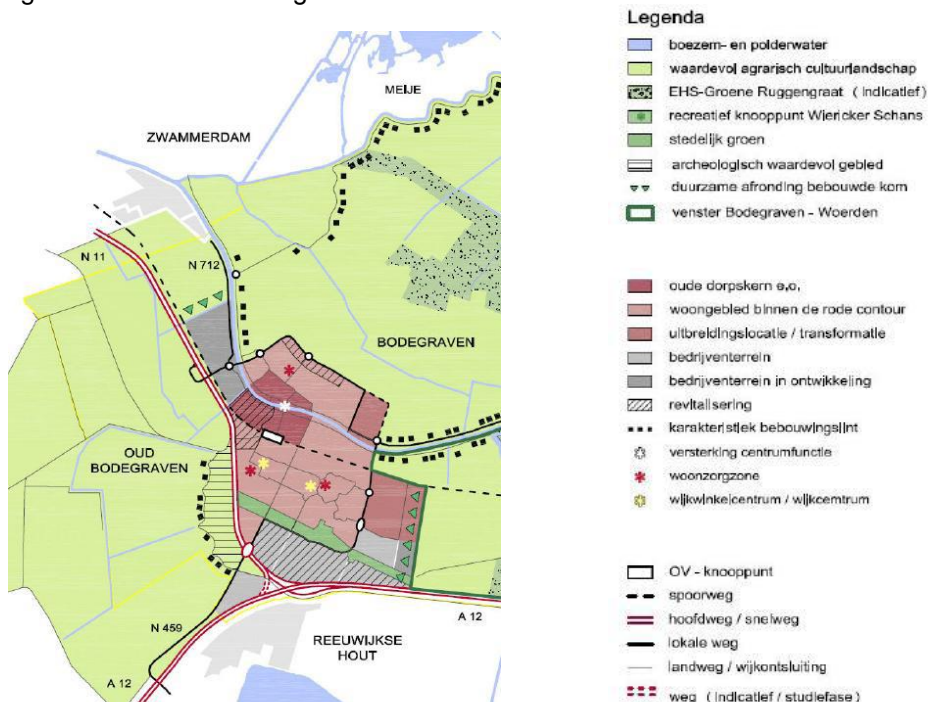 MEIJE
ZWAMMERDAM
N 11
N 712
BODEGRAVEN
OUD
BODEGRAVEN
N 459
A 12
REEUWIJKSE
HOUT
A 12
Legenda
boezem- en polderwater
waardevol agrarisch cultuurlandschap
EHS-Groene Ruggengraat ( indicatief )
recreatief knooppunt Wiericker Schans
stedelijk groen
archeologisch waardevol gebied
duurzame afronding bebouwde kom
venster Bodegraven - Woerden
oude dorpskern e.o.
woongebied binnen de rode contour
uitbreidingslocatie / transformatie
bedrijventerrein
bedrijventerrein in ontwikkeling
revitalisering
karakteristiek bebouwingslint
versterking centrumfunctie
woonzorgzone
wijkwinkelcentrum / wijkcemtrum
OV - knooppunt
spoorweg
hoofdweg / snelweg
lokale weg
landweg / wijkontsluiting
weg ( indicatief / studiefase )